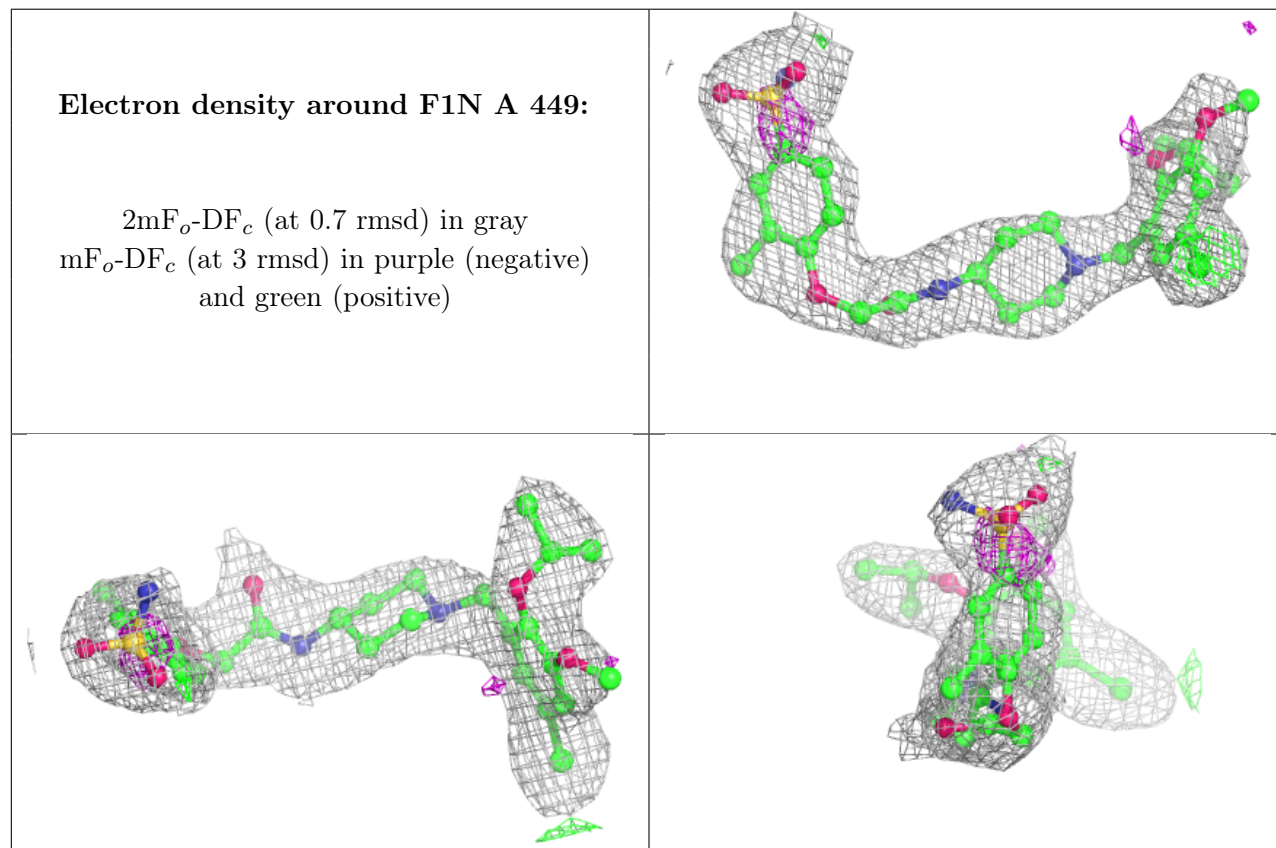 Electron density around F1N A 449:
2mFo-DFc (at 0.7 rmsd) in gray
mFo-DFc (at 3 rmsd) in purple (negative)
and green (positive)